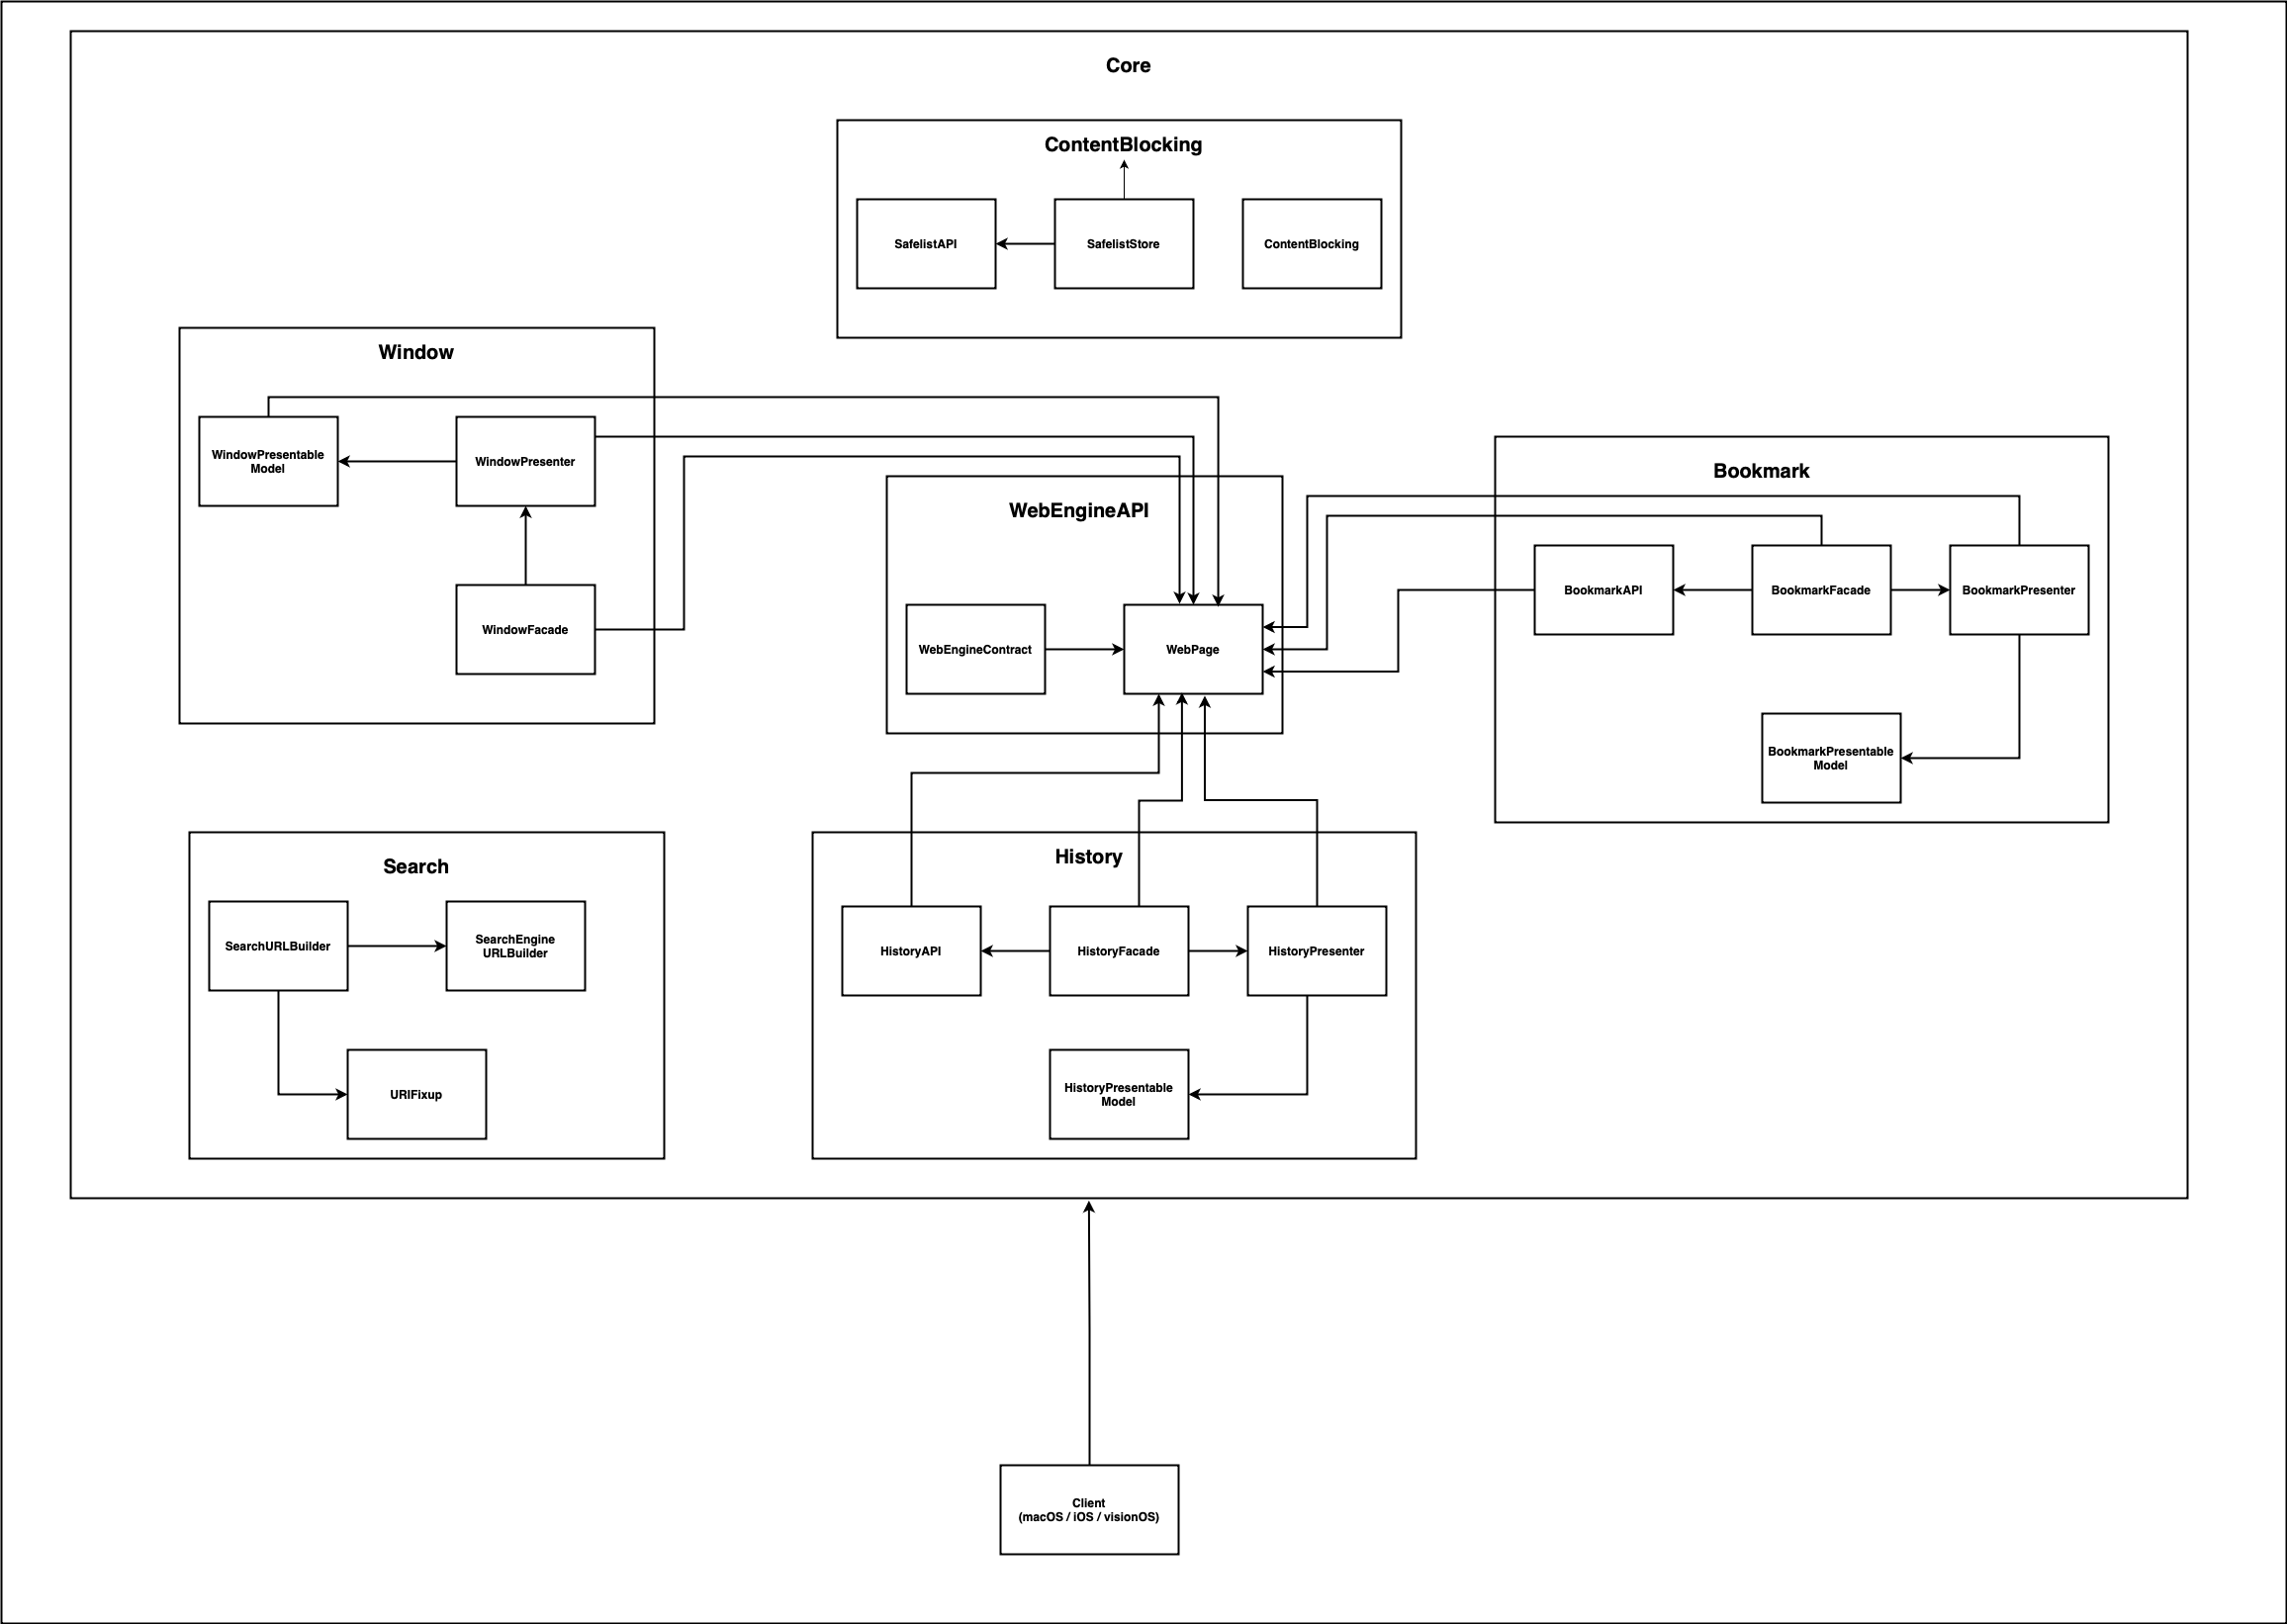 Core
ContentBlocking
SafelistAPI
SafelistStore
ContentBlocking
Window
WindowPresentable
Model
WindowPresenter
WindowFacade
WebEngineAPI
WebEngineContract
WebPage
Bookmark
BookmarkAPI
BookmarkFacade
BookmarkPresenter
BookmarkPresentable
Model
Search
SearchURLBuilder
SearchEngine
URLBuilder
URIFixup
History
HistoryAPI
HistoryFacade
HistoryPresenter
HistoryPresentable
Model
Client
(macOS / iOS / visionOS)